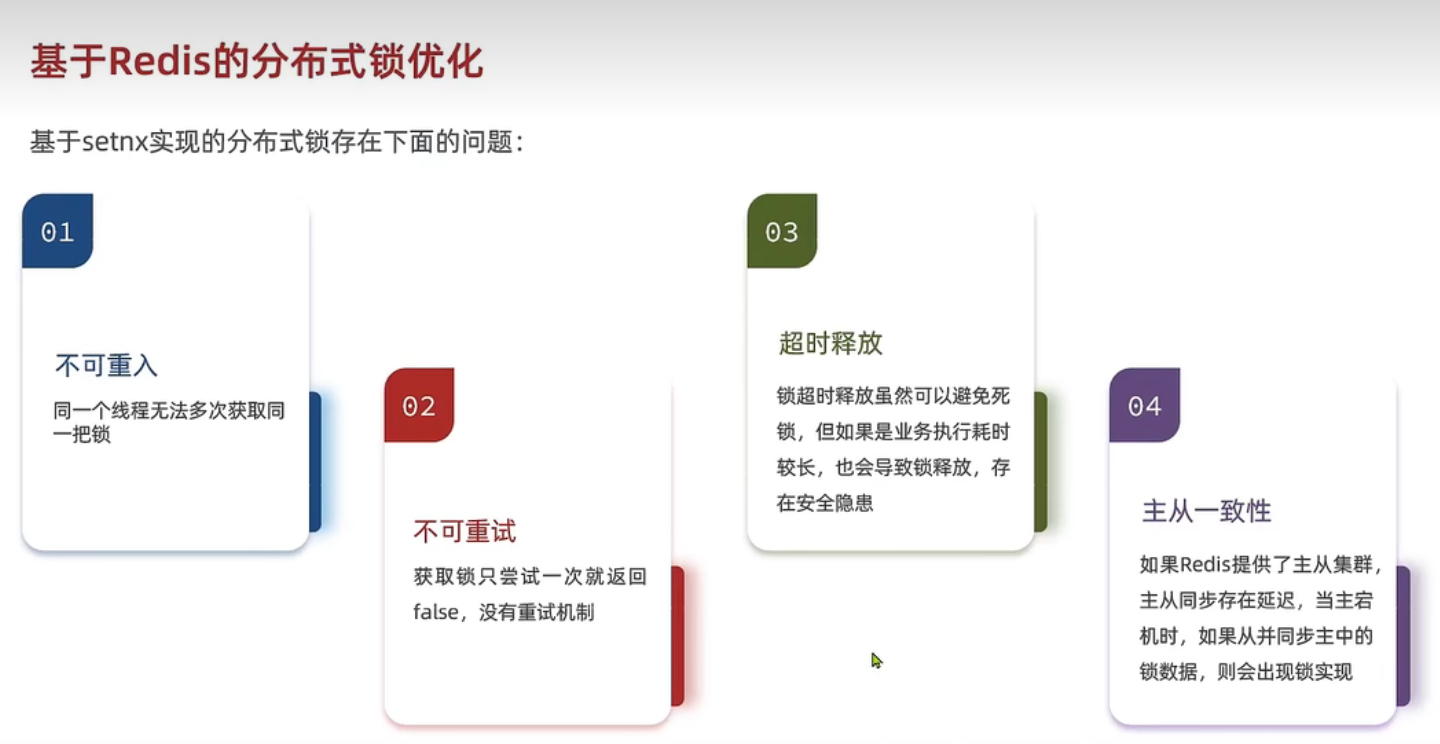 基于Redis的分布式锁优化
基于setnx实现的分布式锁存在下面的问题：
01
不可重入
同一个线程无法多次获取同
一把锁
02
不可重试
获取锁只尝试一次就返回
false，没有重试机制
03
超时释放
锁超时释放虽然可以避免死
锁，但如果是业务执行耗时
较长，也会导致锁释放，存
在安全隐患
04
主从一致性
如果Redis提供了主从集群，
主从同步存在延迟，当主宕
机时，如果从并同步主中的
锁数据，则会出现锁实现